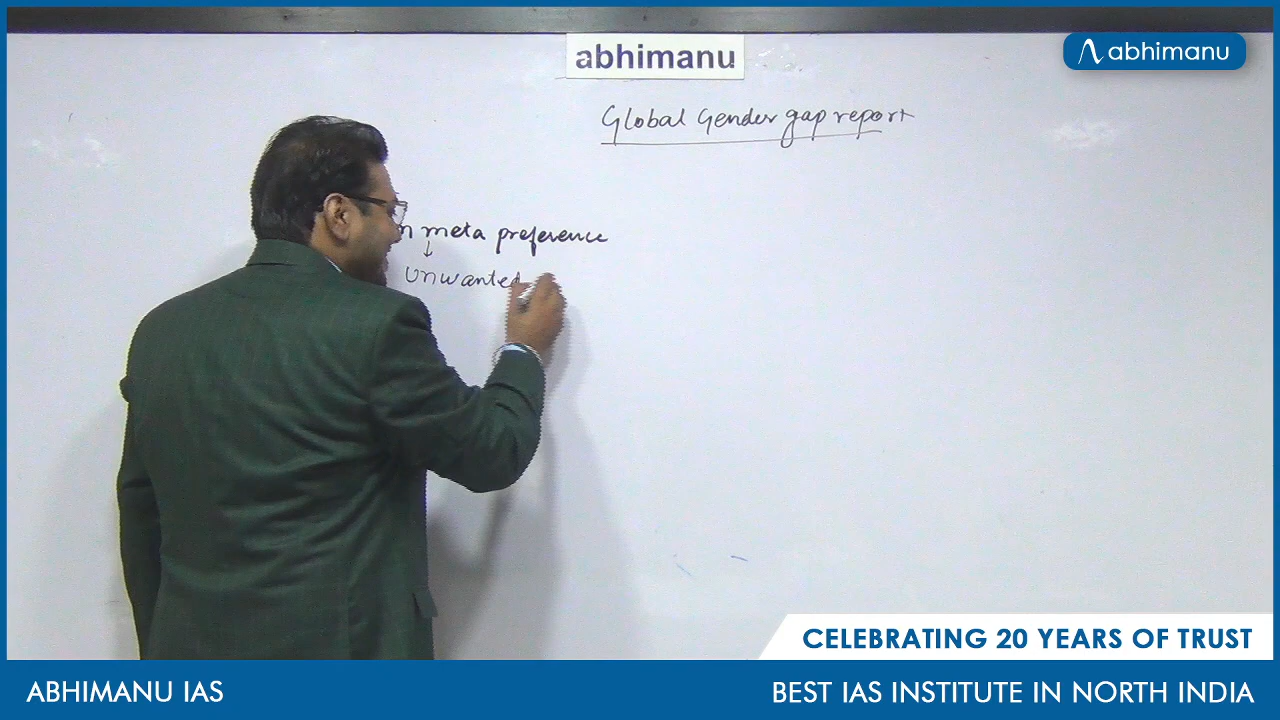 abhimanu
abhimanu
Global Gender gap report
n meta preference
↓
Unwanted
CELEBRATING 20 YEARS OF TRUST
ABHIMANU IAS
BEST IAS INSTITUTE IN NORTH INDIA